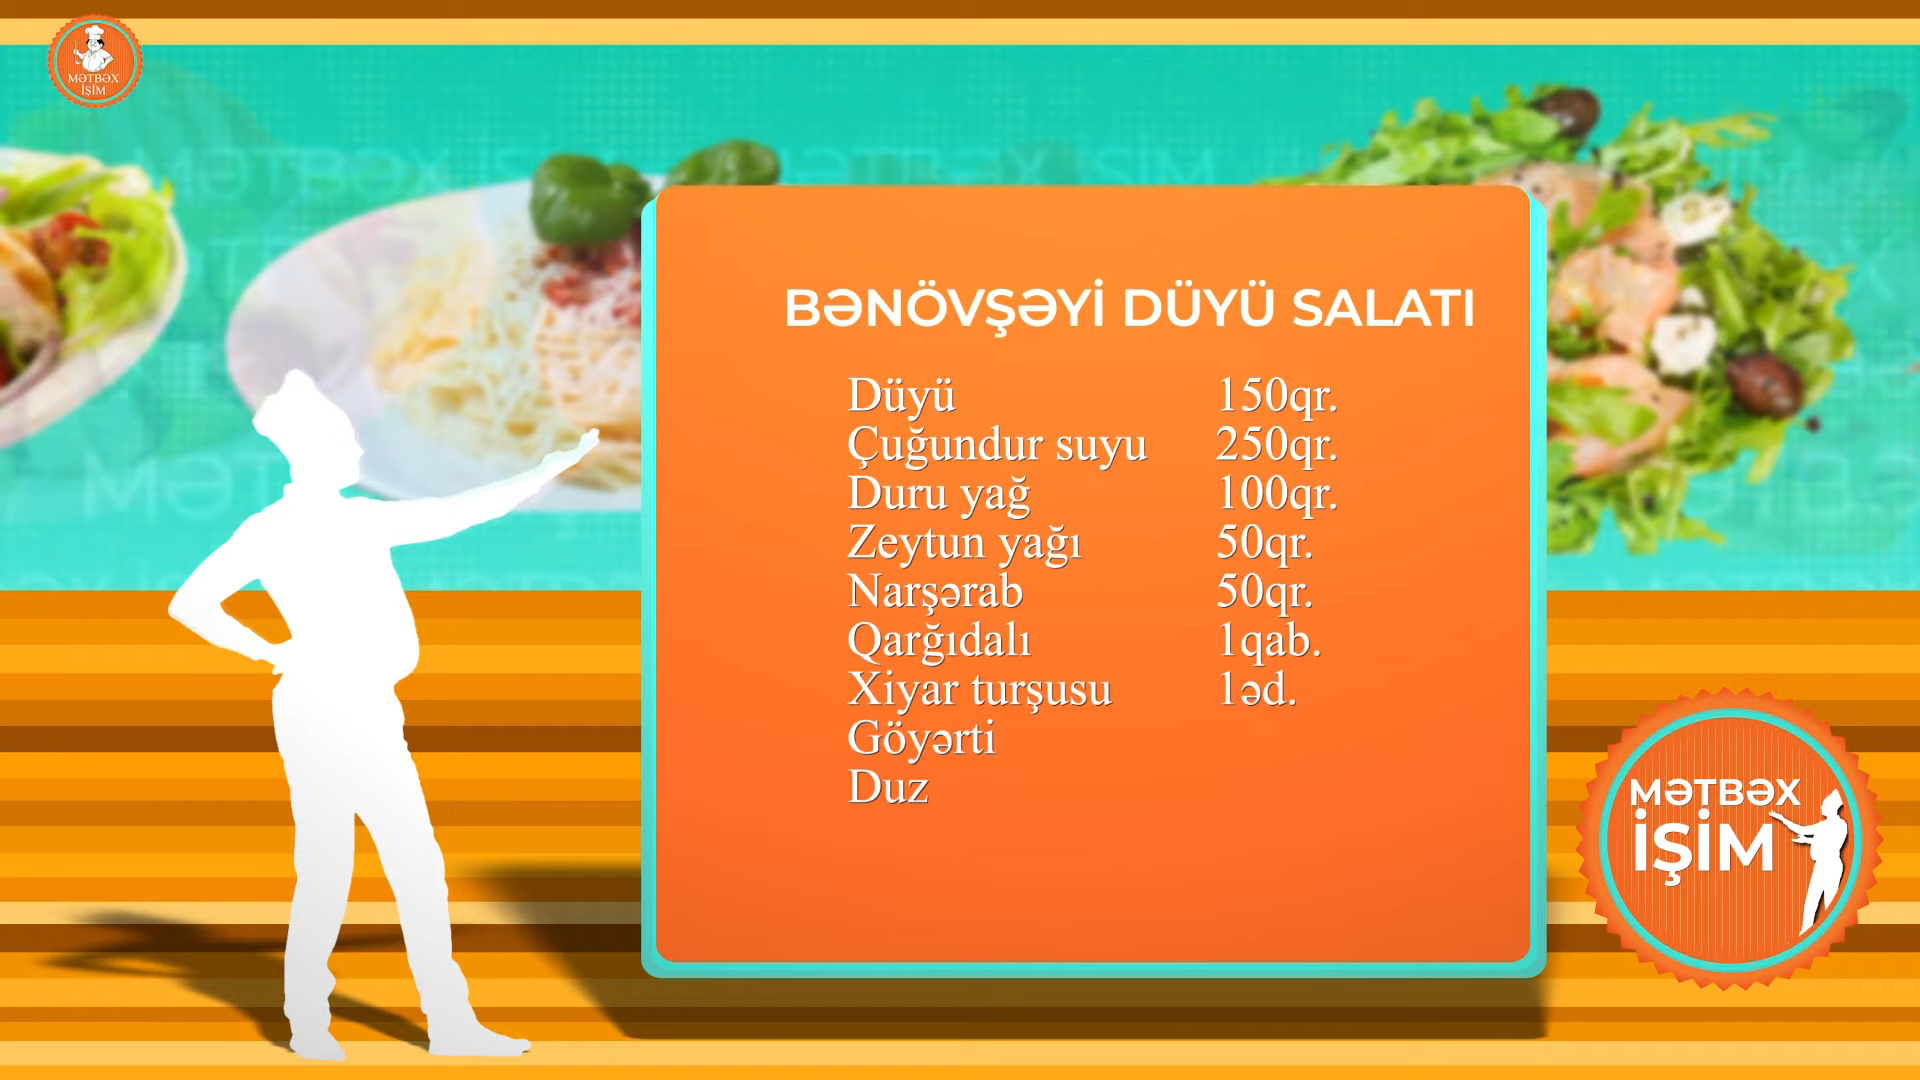 MƏTBƏX
İŞİM
BƏNÖVŞƏYİ DÜYÜ SALATI
Düyü 150qr.
Çuğundur suyu 250qr.
Duru yağ 100qr.
Zeytun yağı 50qr.
Narşərab 50qr.
Qarğıdalı 1qab.
Xiyar turşusu 1əd.
Göyərti
Duz
MƏTBƏX
İŞİM